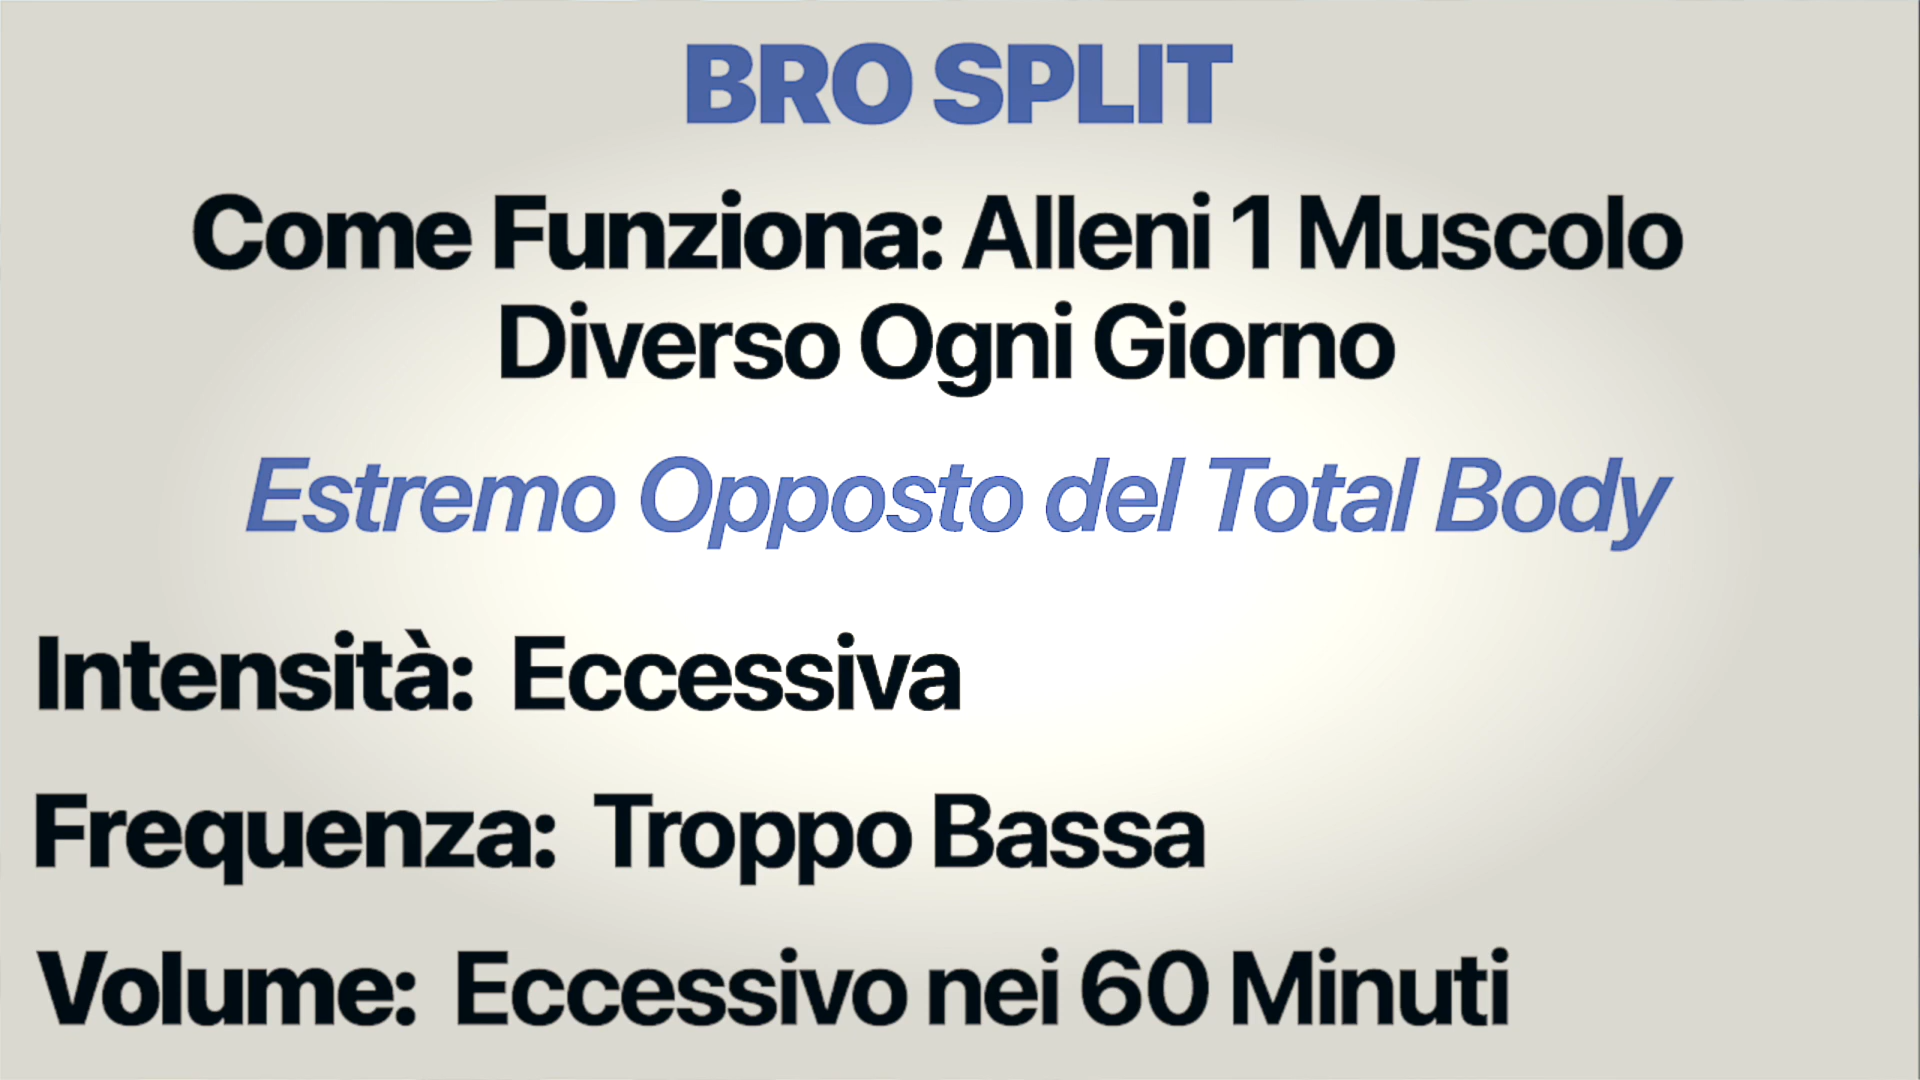 BRO SPLIT
Come Funziona: Alleni 1 Muscolo
Diverso Ogni Giorno
Estremo Opposto del Total Body
Intensità: Eccessiva
Frequenza: Troppo Bassa
Volume: Eccessivo nei 60 Minuti